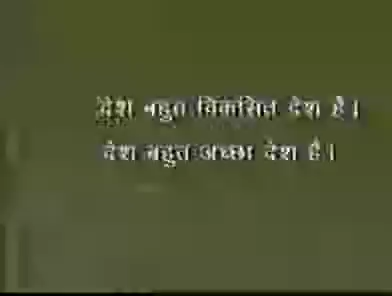 देश बहुत विकसित देश है।
देश बहुत अच्छा देश है।